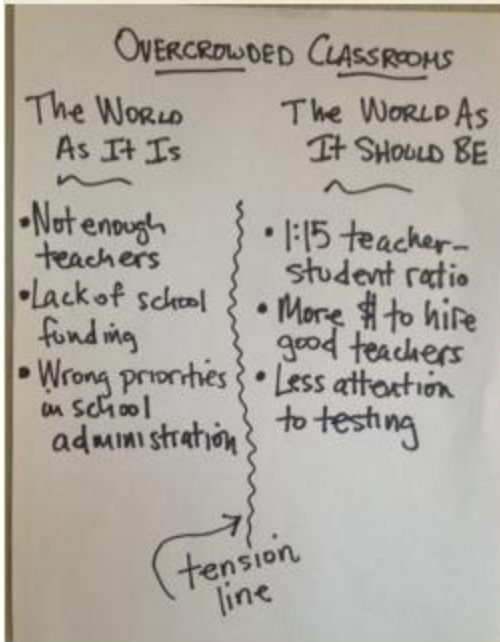 OVERCROWDED CLASSROOMS
The WORLD
As It Is
• Not enough
teachers
• Lack of school
funding
• Wrong priorities
in school
administration
The WORLD AS
It SHOULD BE
• 1:15 teacher-
student ratio
• More $ to hire
good teachers
• Less attention
to testing
tension
line